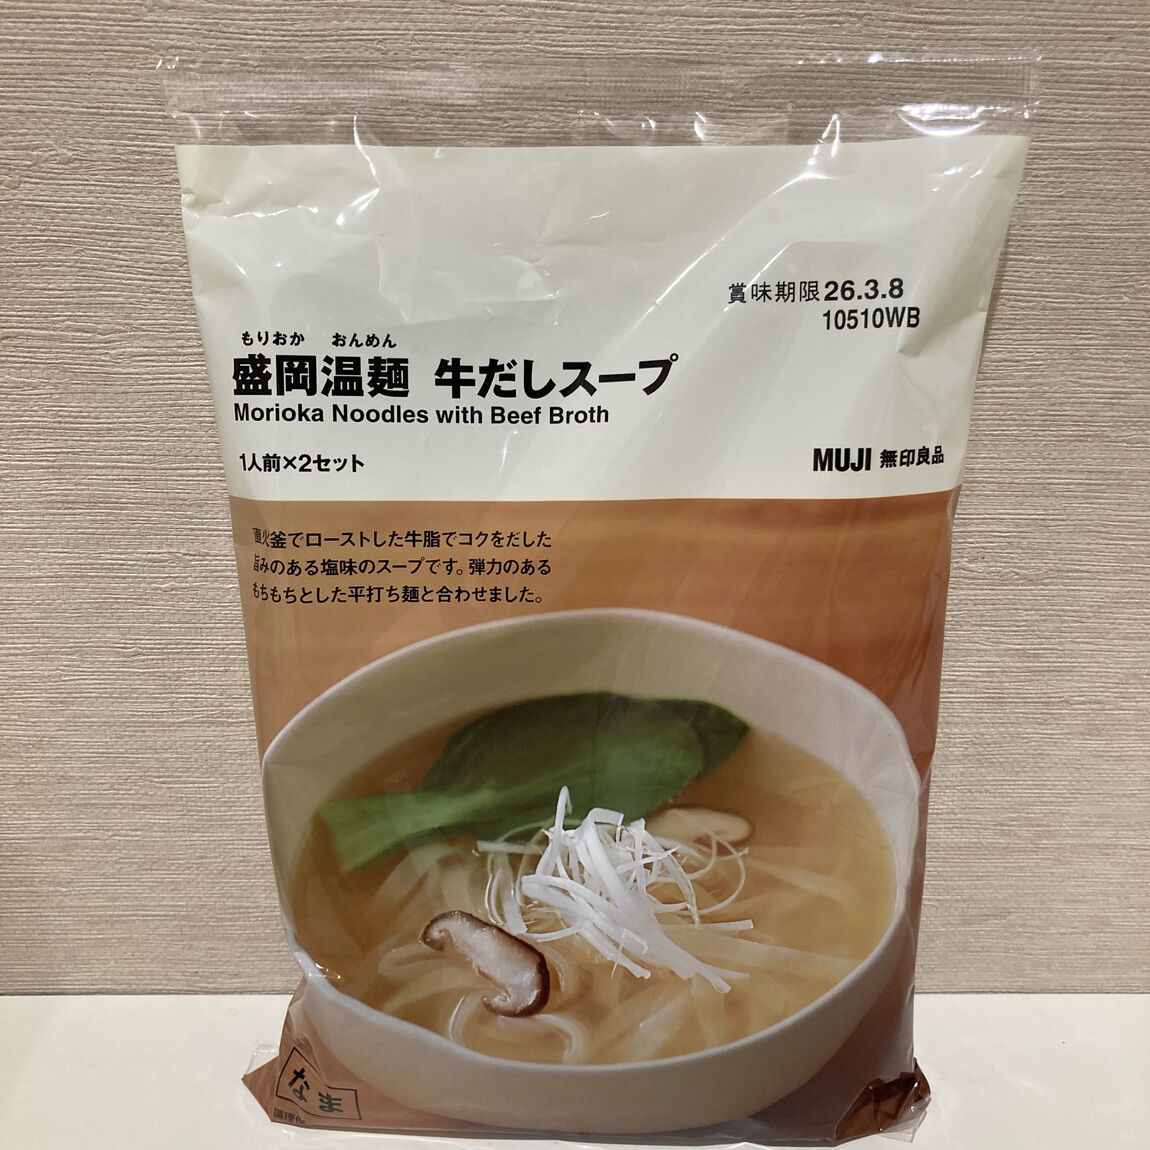 賞味期限26.3.8
10510WB
もりおか おんめん
盛岡温麺 牛だしスープ
Morioka Noodles with Beef Broth
1人前×2セット
MUJI 無印良品
直火釜でローストした牛脂でコクをだした
旨みのある塩味のスープです。弾力のある
もちもちとした平打ち麺と合わせました。
なま
調理例